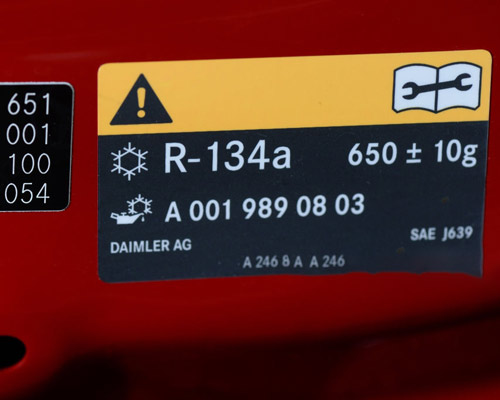 651
001
100
054
R-134a 650 ± 10g
A 001 989 08 03
DAIMLER AG SAE J639
A 246 8 A A 246